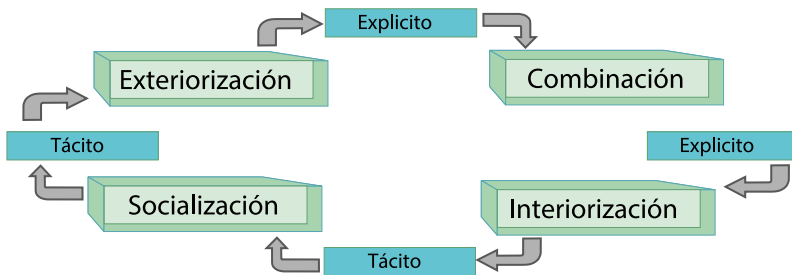 Explicito
Exteriorización
Combinación
Tácito
Explicito
Socialización
Interiorización
Tácito